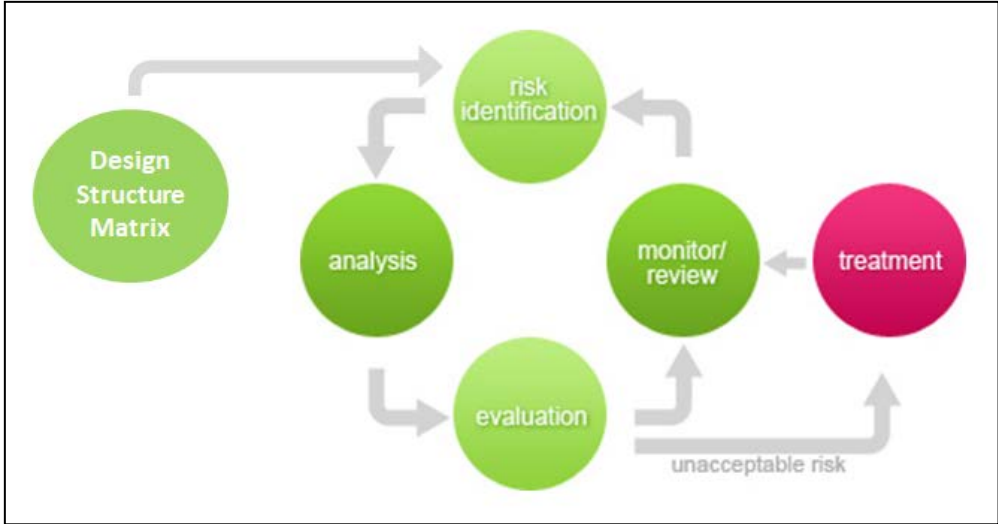 risk
identification
Design
Structure
Matrix
analysis
monitor/
review
treatment
evaluation
unacceptable risk